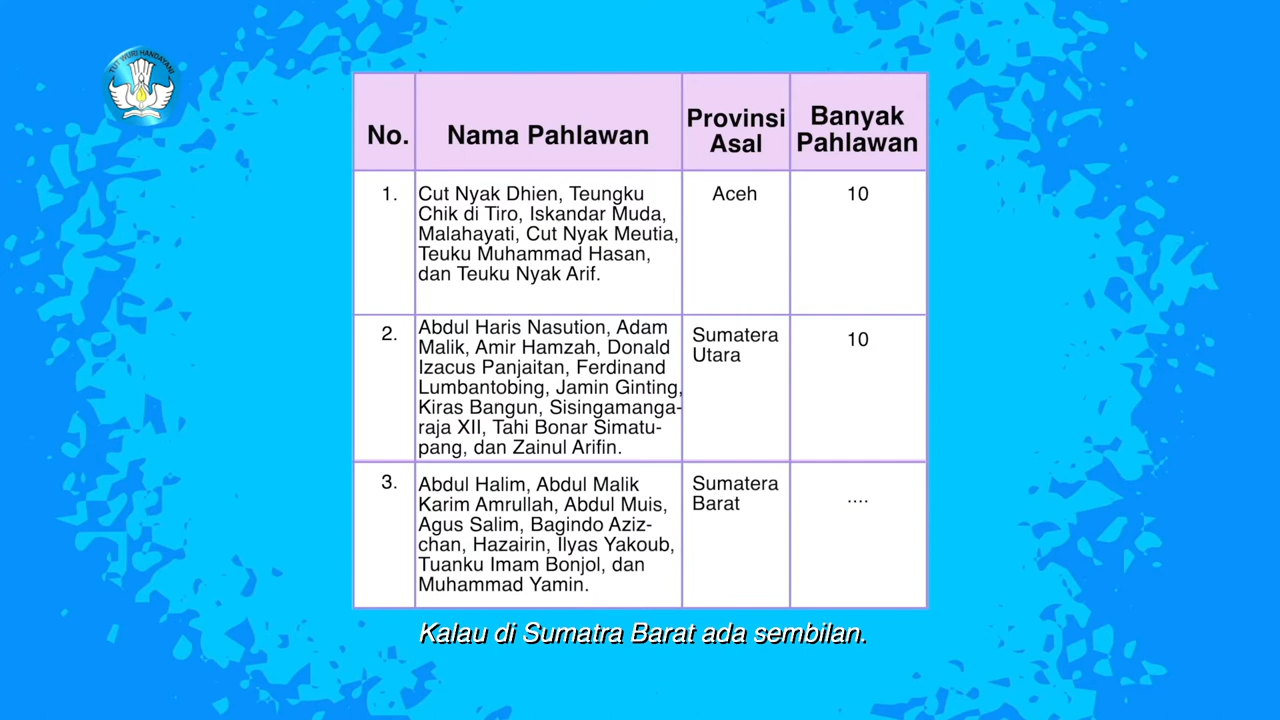 TUT WURI HANDAYANI
No.
Nama Pahlawan
Provinsi
Asal
Banyak
Pahlawan
1.
Cut Nyak Dhien, Teungku
Chik di Tiro, Iskandar Muda,
Malahayati, Cut Nyak Meutia,
Teuku Muhammad Hasan,
dan Teuku Nyak Arif.
Aceh
10
2.
Abdul Haris Nasution, Adam
Malik, Amir Hamzah, Donald
Izacus Panjaitan, Ferdinand
Lumbantobing, Jamin Ginting,
Kiras Bangun, Sisingamanga-
raja XII, Tahi Bonar Simatu-
pang, dan Zainul Arifin.
Sumatera
Utara
10
3.
Abdul Halim, Abdul Malik
Karim Amrullah, Abdul Muis,
Agus Salim, Bagindo Aziz-
chan, Hazairin, Ilyas Yakoub,
Tuanku Imam Bonjol, dan
Muhammad Yamin.
Sumatera
Barat
....
Kalau di Sumatra Barat ada sembilan.